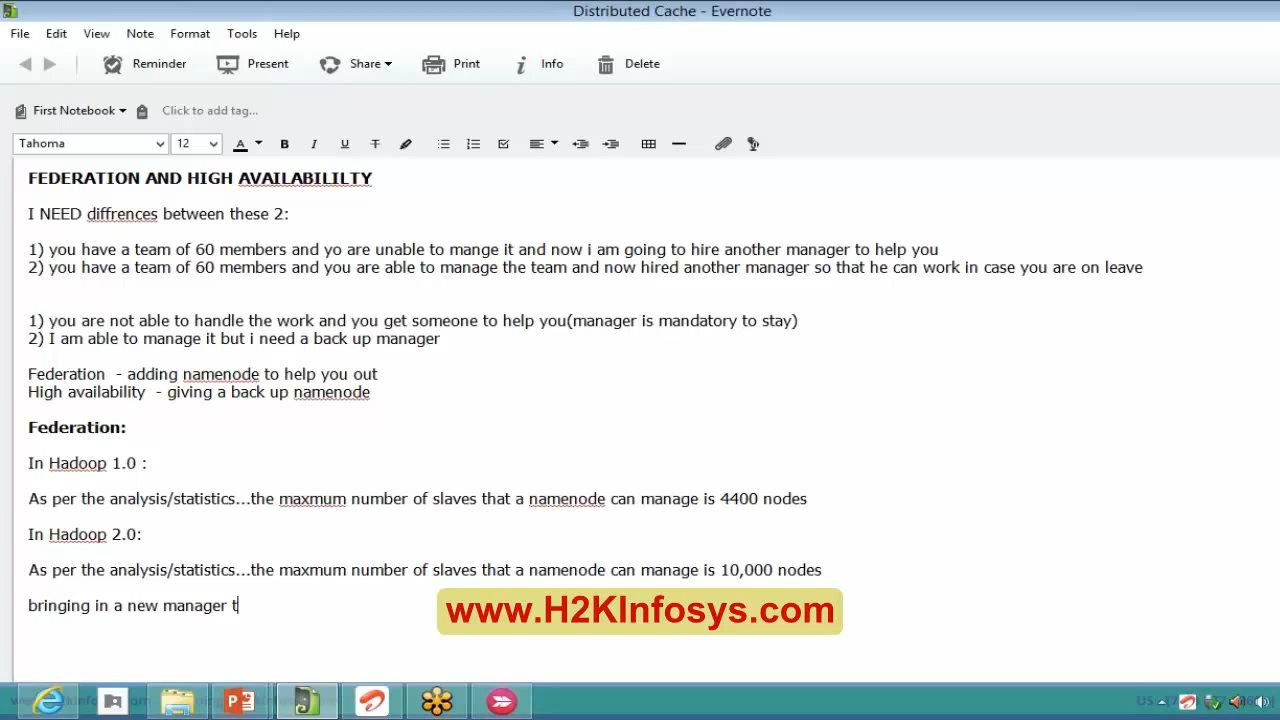 Distributed Cache - Evernote
File Edit View Note Format Tools Help
Reminder Present Share Print Info Delete
First Notebook Click to add tag...
Tahoma 12 A B I U T
FEDERATION AND HIGH AVAILABILILTY
I NEED diffrences between these 2:
1) you have a team of 60 members and yo are unable to mange it and now i am going to hire another manager to help you
2) you have a team of 60 members and you are able to manage the team and now hired another manager so that he can work in case you are on leave
1) you are not able to handle the work and you get someone to help you(manager is mandatory to stay)
2) I am able to manage it but i need a back up manager
Federation - adding namenode to help you out
High availability - giving a back up namenode
Federation:
In Hadoop 1.0 :
As per the analysis/statistics...the maxmum number of slaves that a namenode can manage is 4400 nodes
In Hadoop 2.0:
As per the analysis/statistics...the maxmum number of slaves that a namenode can manage is 10,000 nodes
bringing in a new manager t
www.H2KInfosys.com